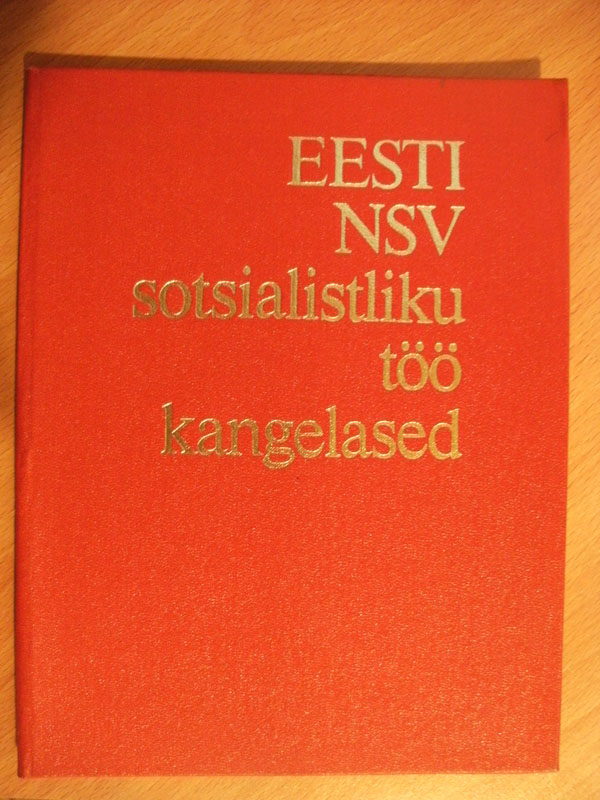 EESTI
NSV
sotsialistliku
töö
kangelased